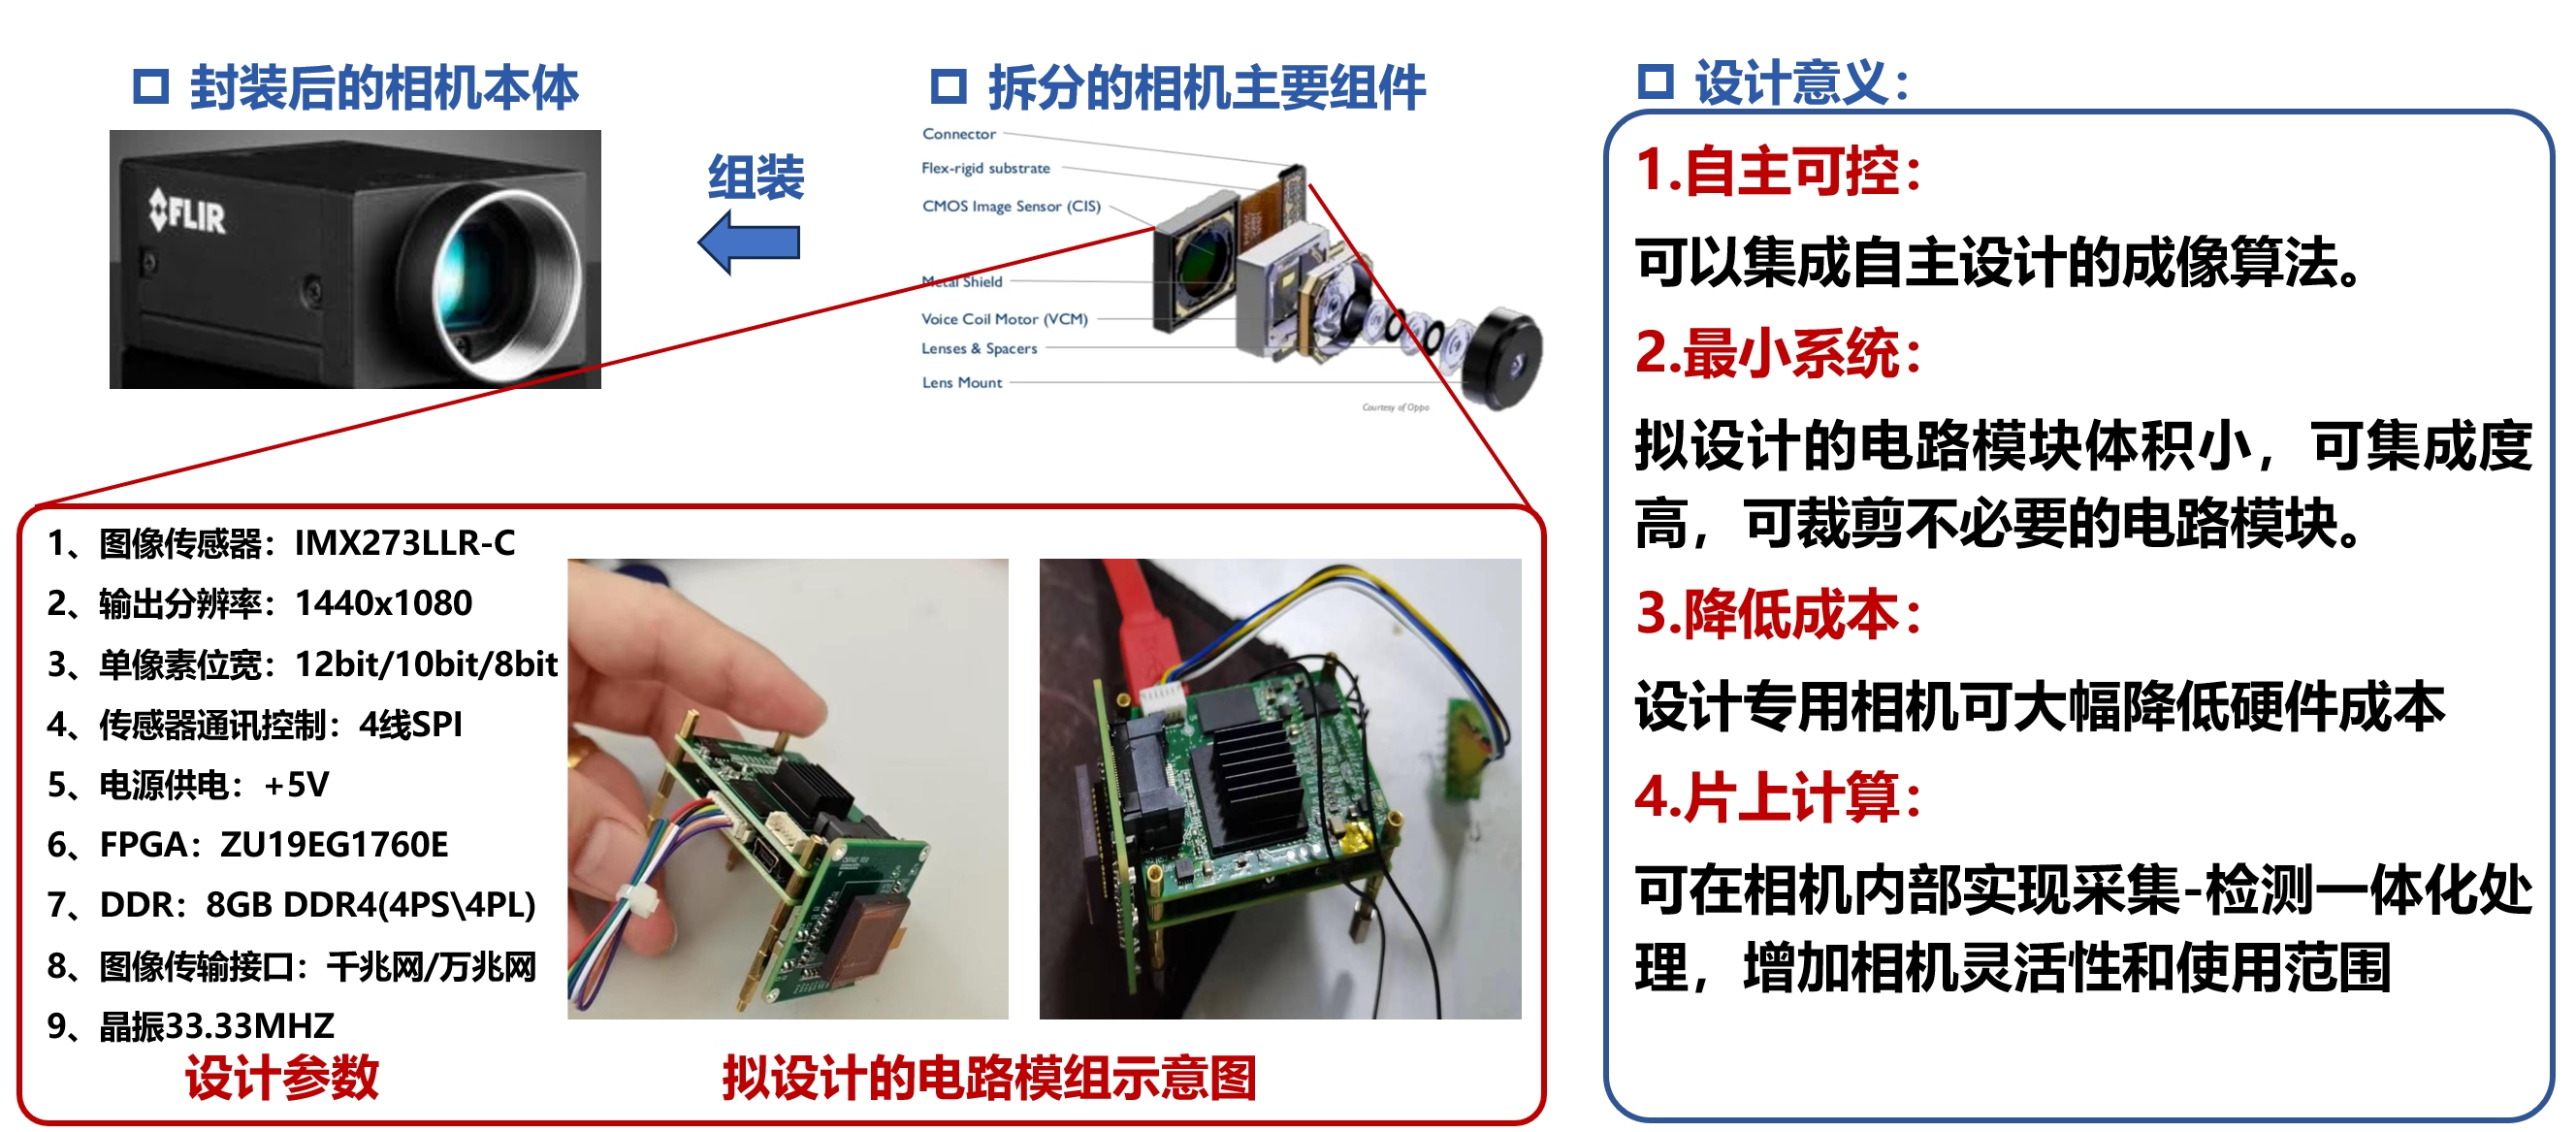 封装后的相机本体
FLIR
组装
拆分的相机主要组件
Connector
Flex-rigid substrate
CMOS Image Sensor (CIS)
Metal Shield
Voice Coil Motor (VCM)
Lenses & Spacers
Lens Mount
Courtesy of Oppo
1、图像传感器：IMX273LLR-C
2、输出分辨率：1440x1080
3、单像素位宽：12bit/10bit/8bit
4、传感器通讯控制：4线SPI
5、电源供电：+5V
6、FPGA：ZU19EG1760E
7、DDR：8GB DDR4(4PS\4PL)
8、图像传输接口：千兆网/万兆网
9、晶振33.33MHZ
设计参数
拟设计的电路模组示意图
设计意义：
1.自主可控：
可以集成自主设计的成像算法。
2.最小系统：
拟设计的电路模块体积小，可集成度
高，可裁剪不必要的电路模块。
3.降低成本：
设计专用相机可大幅降低硬件成本
4.片上计算：
可在相机内部实现采集-检测一体化处
理，增加相机灵活性和使用范围